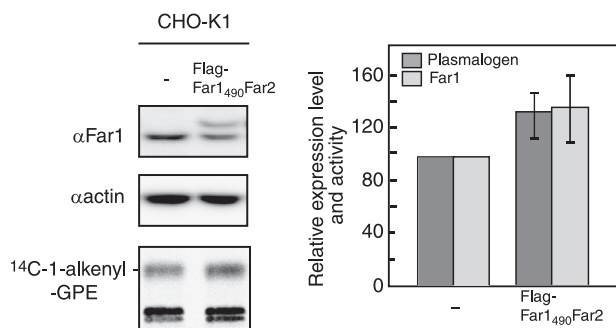 CHO-K1
-
Flag-
Far1490Far2
αFar1
αactin
14C-1-alkenyl-
-GPE
Relative expression level
and activity
160
120
80
40
0
Plasmalogen
Far1
–
Flag-
Far1490Far2